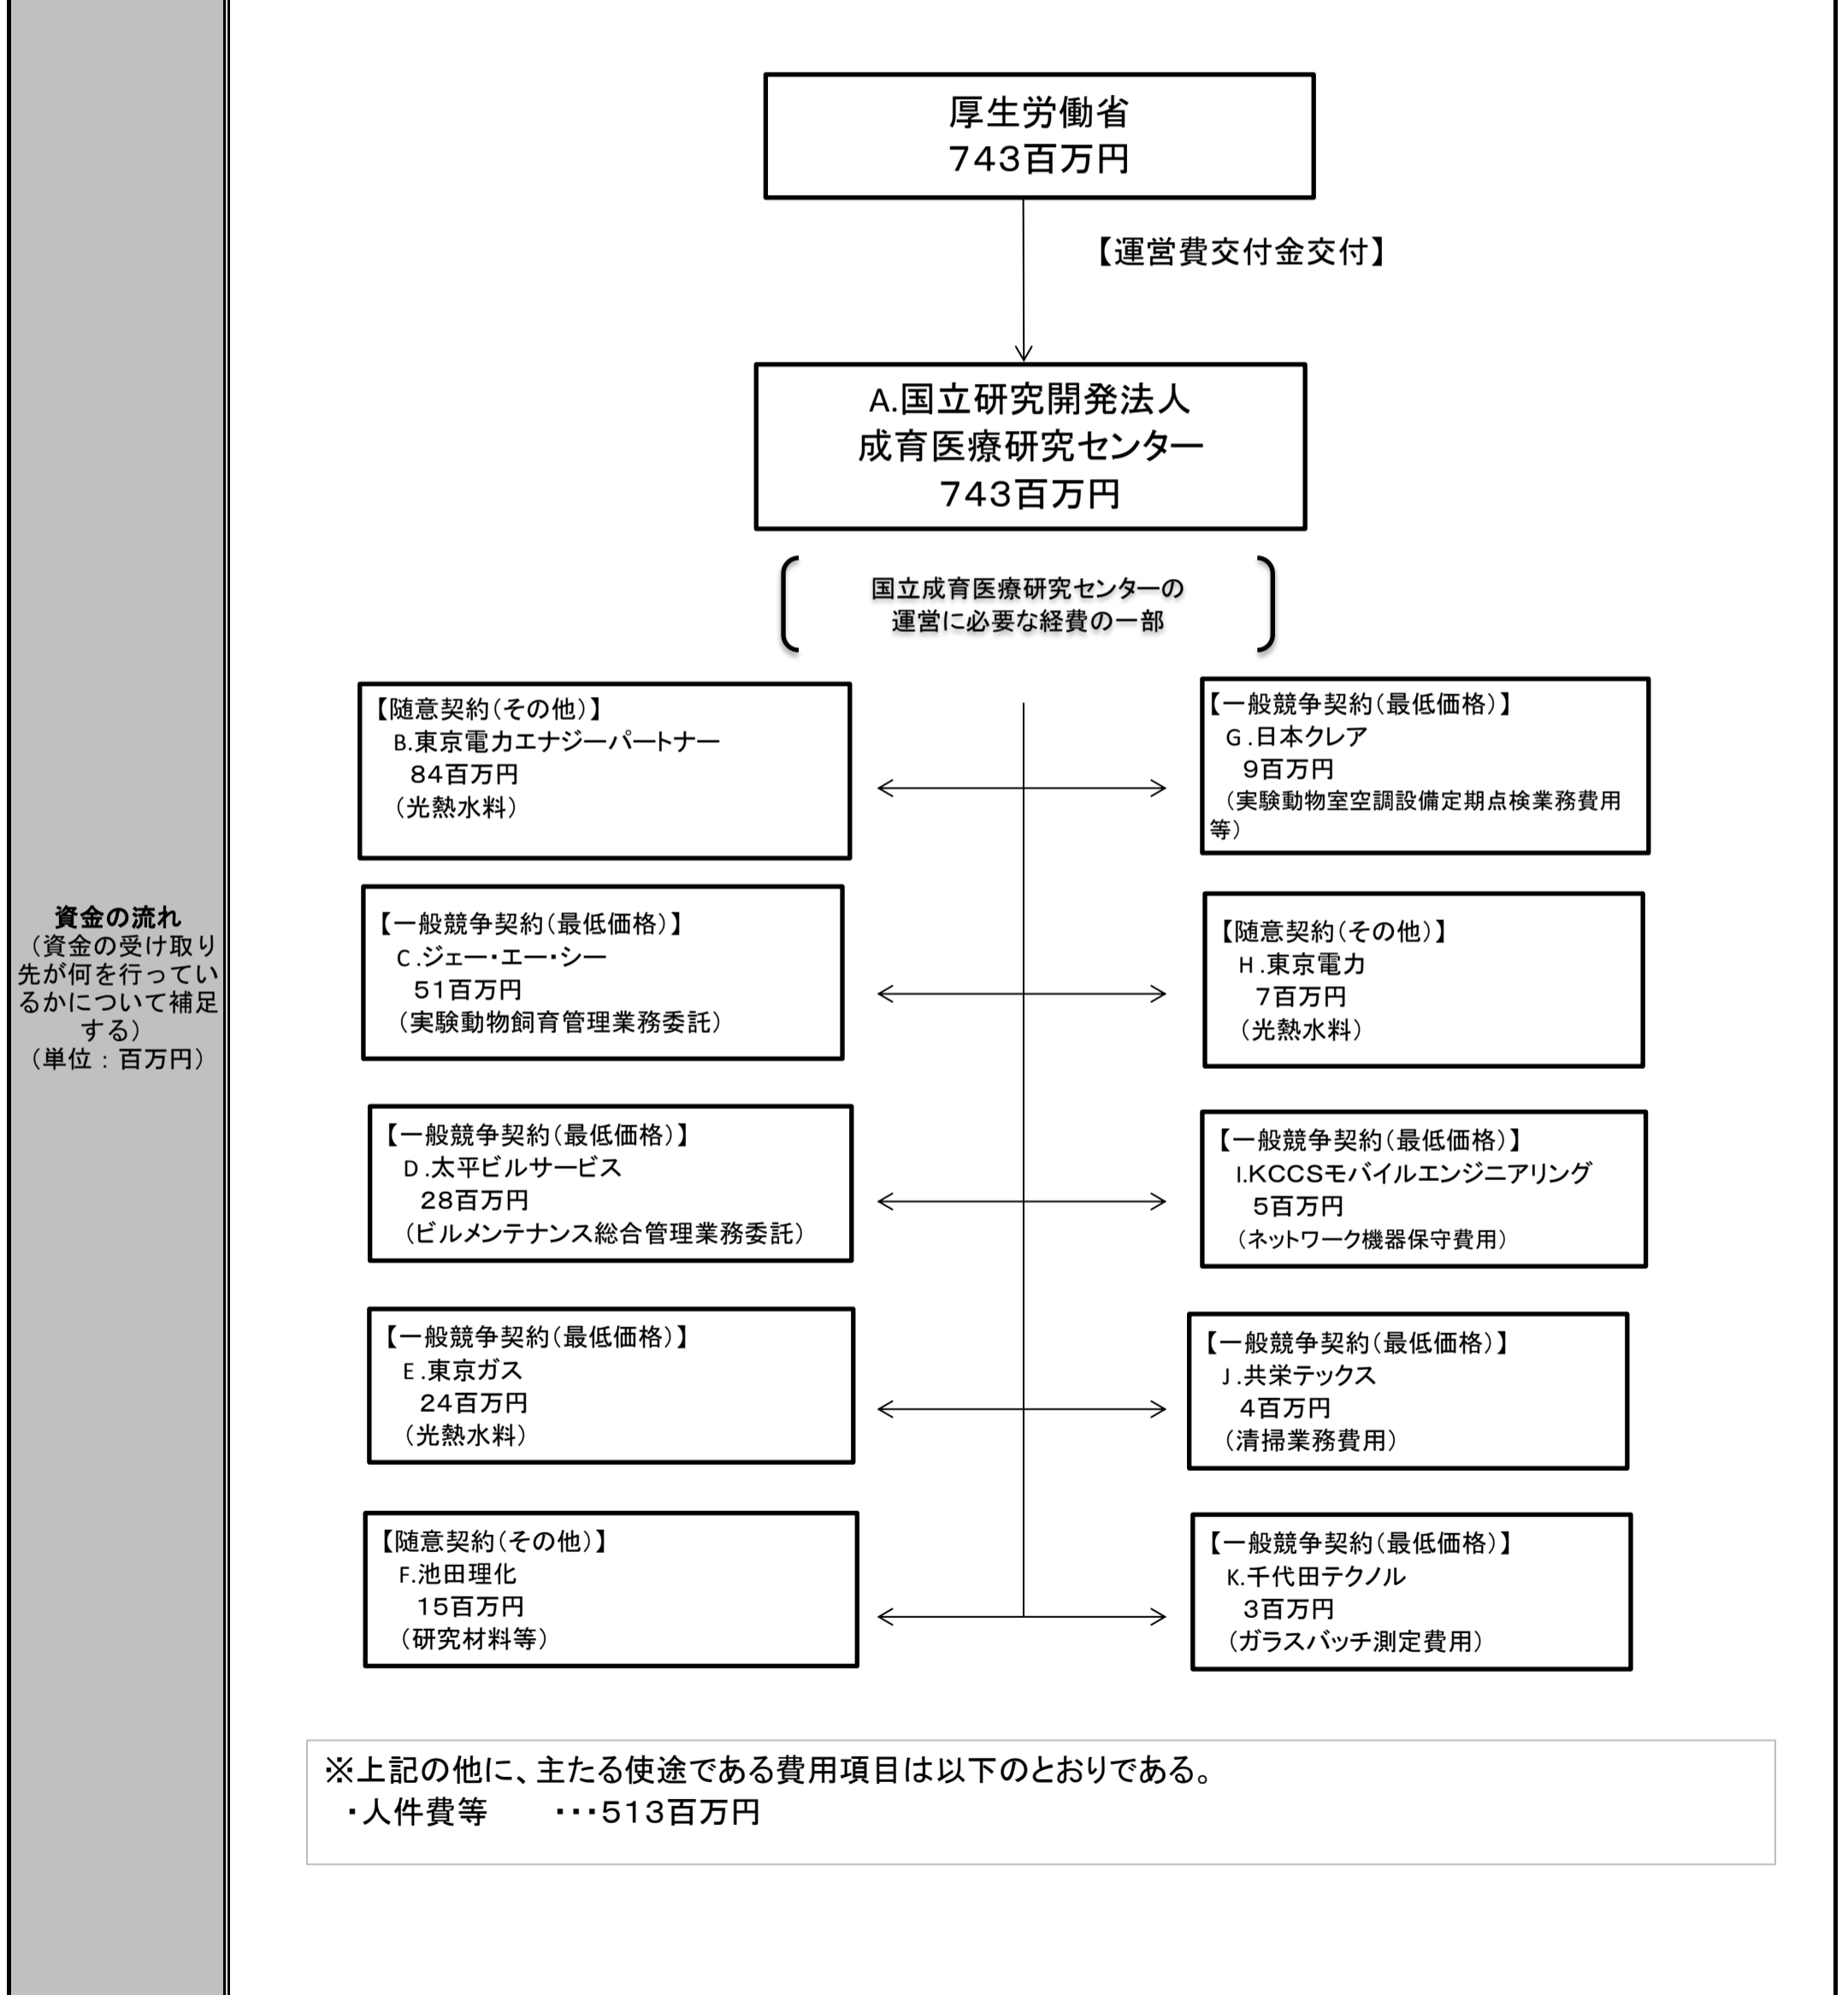 厚生労働省
743百万円
【運営費交付金交付】
A.国立研究開発法人
成育医療研究センター
743百万円
国立成育医療研究センターの
運営に必要な経費の一部
【随意契約(その他)】
B.東京電力エナジーパートナー
84百万円
(光熱水料)
【一般競争契約(最低価格)】
C.ジェー・エー・シー
51百万円
(実験動物飼育管理業務委託)
【一般競争契約(最低価格)】
D.太平ビルサービス
28百万円
(ビルメンテナンス総合管理業務委託)
【一般競争契約(最低価格)】
E.東京ガス
24百万円
(光熱水料)
【随意契約(その他)】
F.池田理化
15百万円
(研究材料等)
【一般競争契約(最低価格)】
G.日本クレア
9百万円
(実験動物室空調設備定期点検業務費用
等)
【随意契約(その他)】
H.東京電力
7百万円
(光熱水料)
【一般競争契約(最低価格)】
I.KCCSモバイルエンジニアリング
5百万円
(ネットワーク機器保守費用)
【一般競争契約(最低価格)】
J.共栄テックス
4百万円
(清掃業務費用)
【一般競争契約(最低価格)】
K.千代田テクノル
3百万円
(ガラスバッチ測定費用)
資金の流れ
(資金の受け取り
先が何を行ってい
るかについて補足
する)
(単位:百万円)
※上記の他に、主たる使途である費用項目は以下のとおりである。
・人件費等 ・・・513百万円